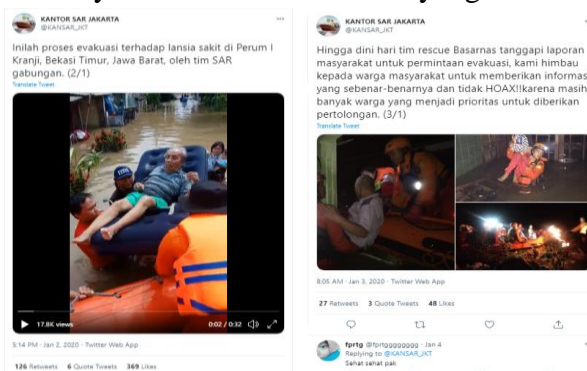 KANTOR SAR JAKARTA
@KANSAR_JKT
Inilah proses evakuasi terhadap lansia sakit di Perum I
Kranji, Bekasi Timur, Jawa Barat, oleh tim SAR
gabungan. (2/1)
Translate Tweet
17.8K views
0:02 / 0:32
5:14 PM · Jan 2, 2020 · Twitter Web App
126 Retweets 6 Quote Tweets 369 Likes
KANTOR SAR JAKARTA
@KANSAR_JKT
Hingga dini hari tim rescue Basarnas tanggapi laporan
masyarakat untuk permintaan evakuasi, kami himbau
kepada warga masyarakat untuk memberikan informas
yang sebenar-benarnya dan tidak HOAX!!karena masih
banyak warga yang menjadi prioritas untuk diberikan
pertolongan. (3/1)
Translate Tweet
8:05 AM · Jan 3, 2020 · Twitter Web App
27 Retweets 3 Quote Tweets 48 Likes
fprtg · Jan 4
Replying to @KANSAR_JKT
Sehat sehat pak